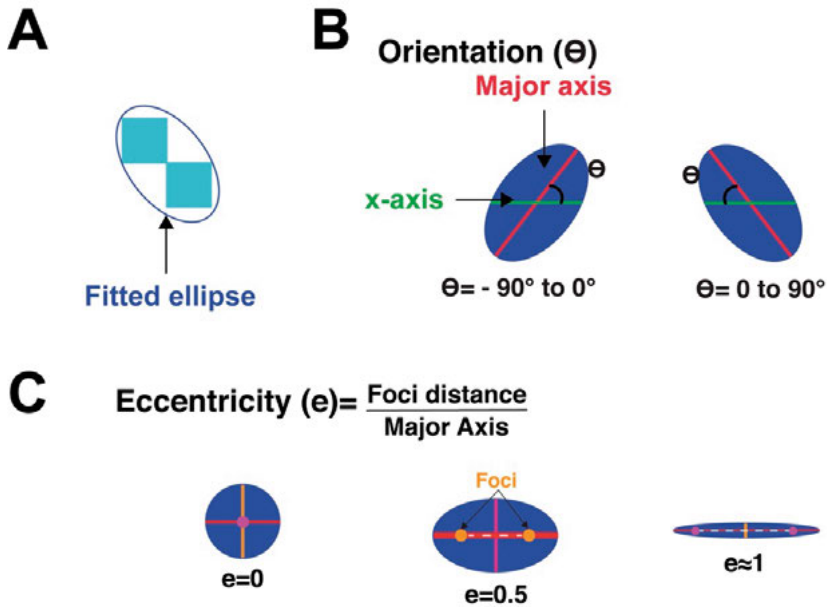 A
Fitted ellipse
B
Orientation (Ө)
Major axis
x-axis
Ө
Ө= - 90° to 0°
Ө
Ө= 0 to 90°
C
Eccentricity (e)= Foci distance
Major Axis
e=0
Foci
e=0.5
e≈1